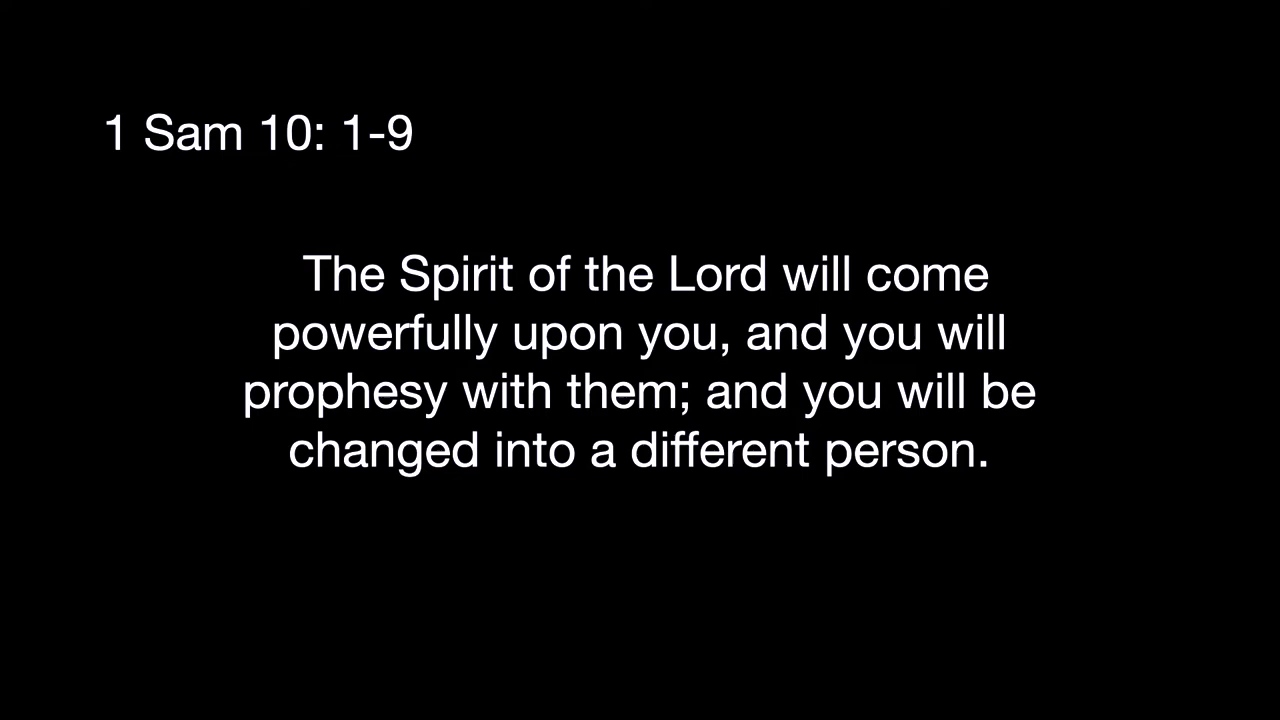 1 Sam 10: 1-9
The Spirit of the Lord will come
powerfully upon you, and you will
prophesy with them; and you will be
changed into a different person.